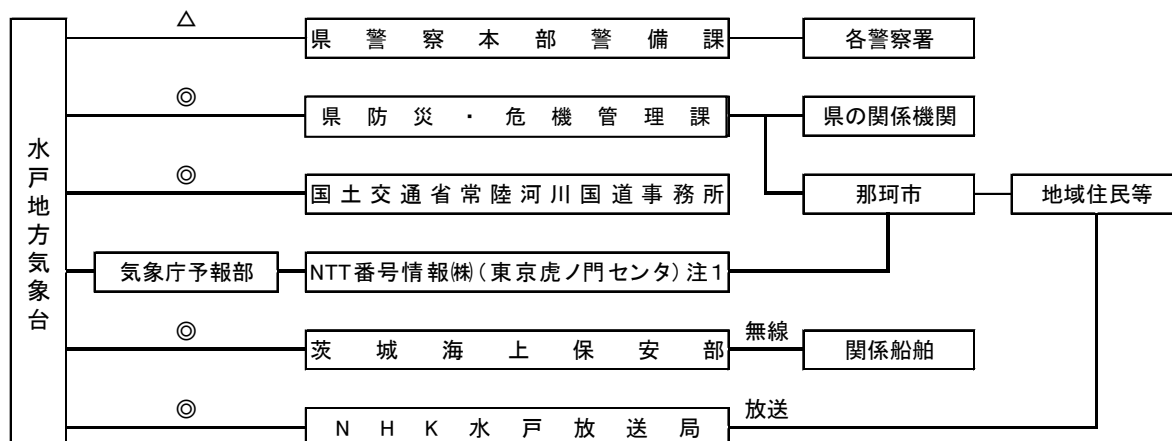 △
県警察本部警備課
各警察署
◎
県防災・危機管理課
県の関係機関
水戸地方気象台
◎
国土交通省常陸河川国道事務所
那珂市
地域住民等
気象庁予報部
NTT番号情報㈱(東京虎ノ門センタ)注1
◎
茨城海上保安部
無線
関係船舶
◎
NHK水戸放送局
放送